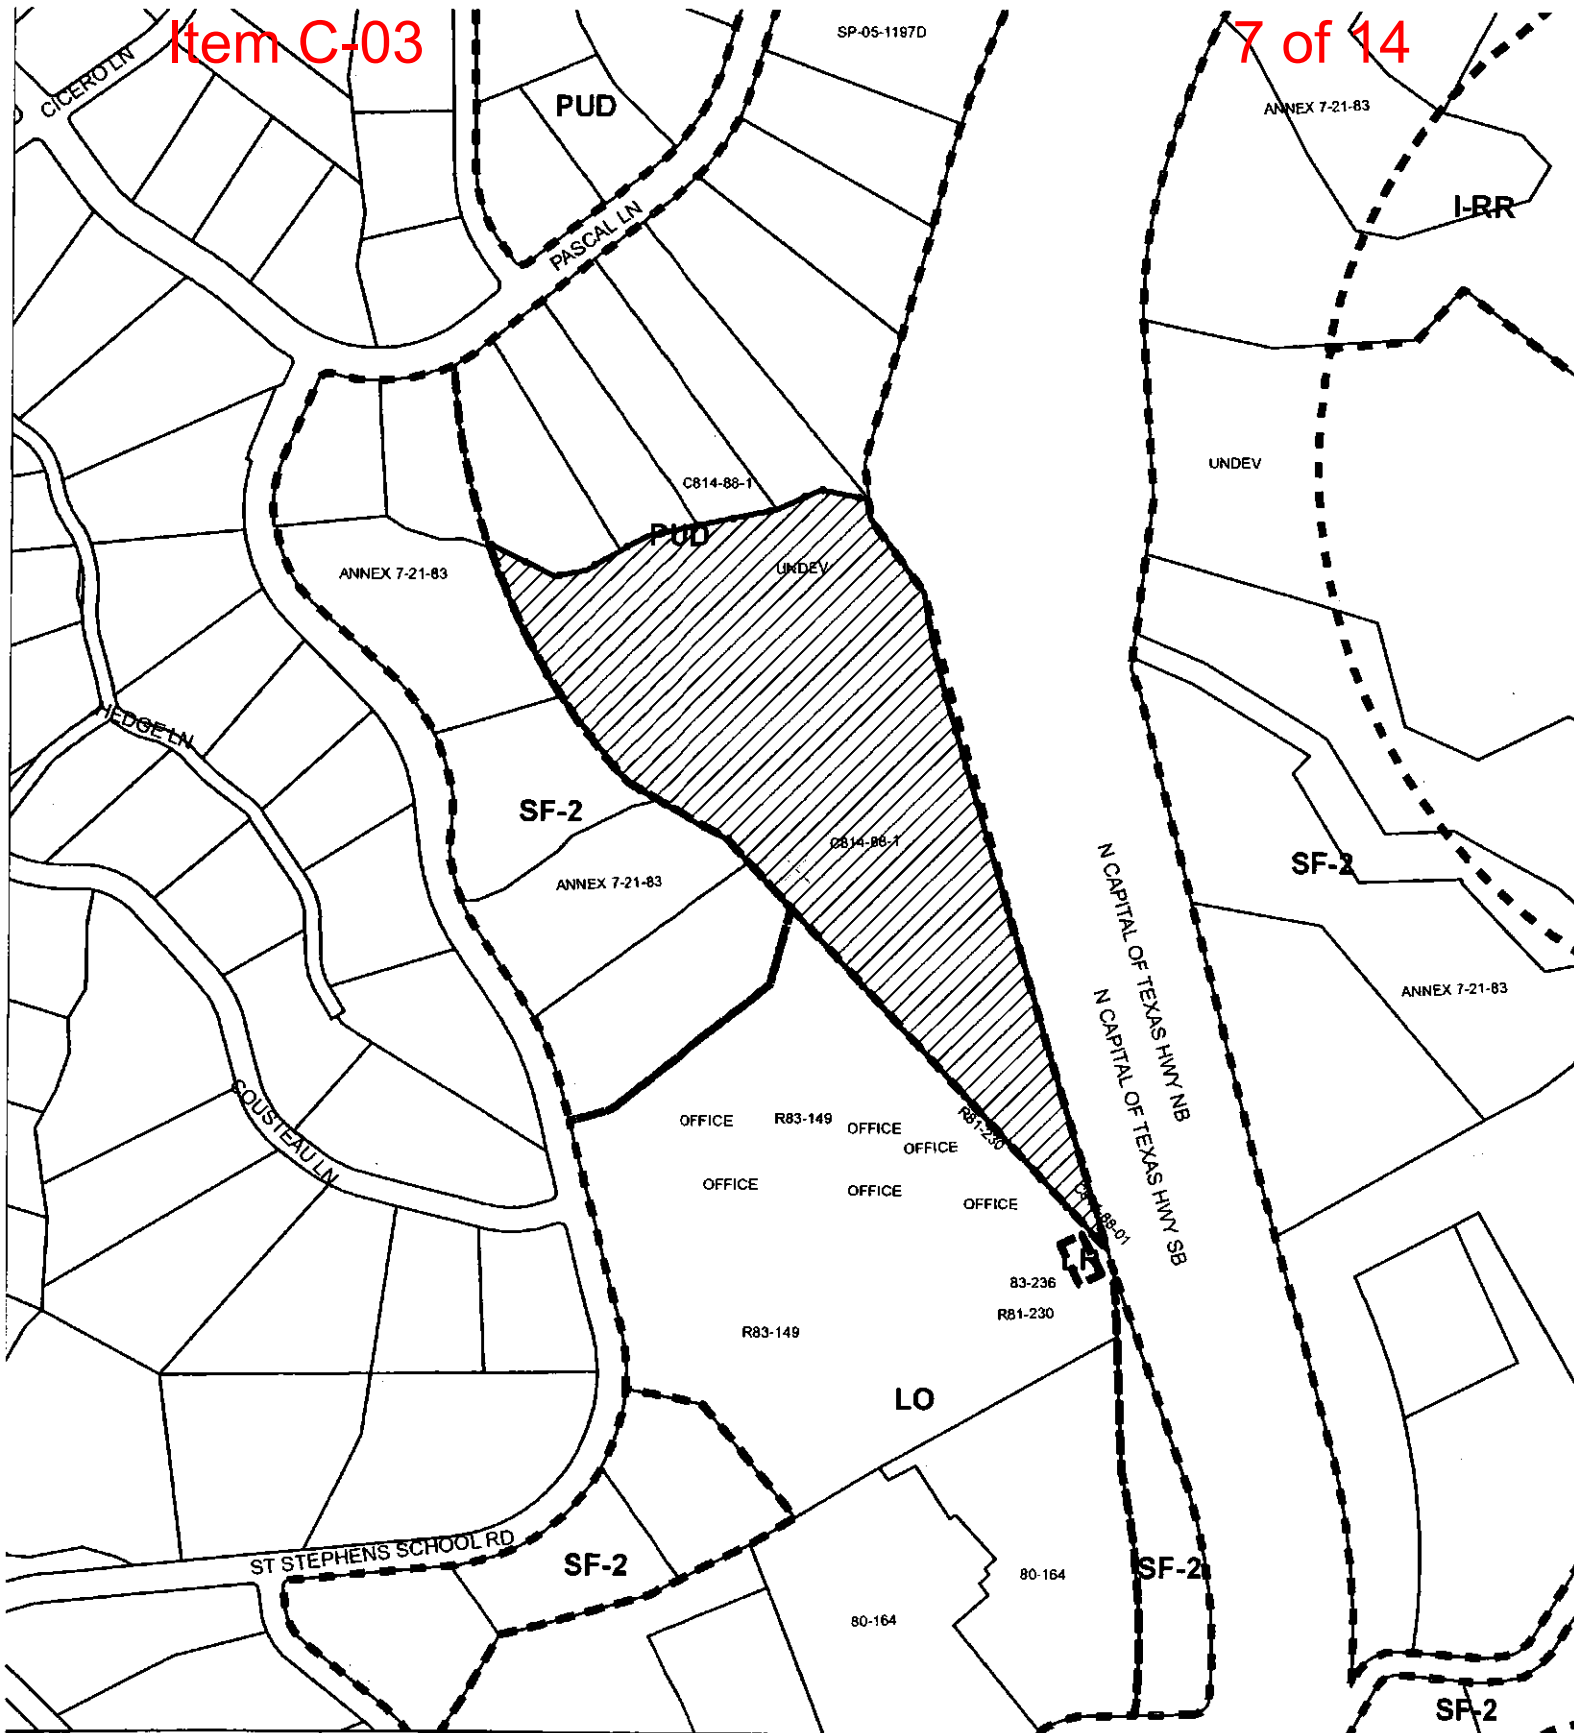 Item C-03
7 of 14
SP-05-1197D
CICERO LN
PUD
ANNEX 7-21-83
I-RR
PASCAL LN
UNDEV
C814-88-1
PUD
UNDEV
ANNEX 7-21-83
HEDGE LN
SF-2
C814-88-1
N CAPITAL OF TEXAS HWY NB
SF-2
ANNEX 7-21-83
ANNEX 7-21-83
N CAPITAL OF TEXAS HWY SB
COUSTEAU LN
OFFICE
R83-149
OFFICE
OFFICE
R81-230
OFFICE
OFFICE
OFFICE
83-236
R81-230
R83-149
LO
ST STEPHENS SCHOOL RD
SF-2
80-164
SF-2
80-164
SF-2